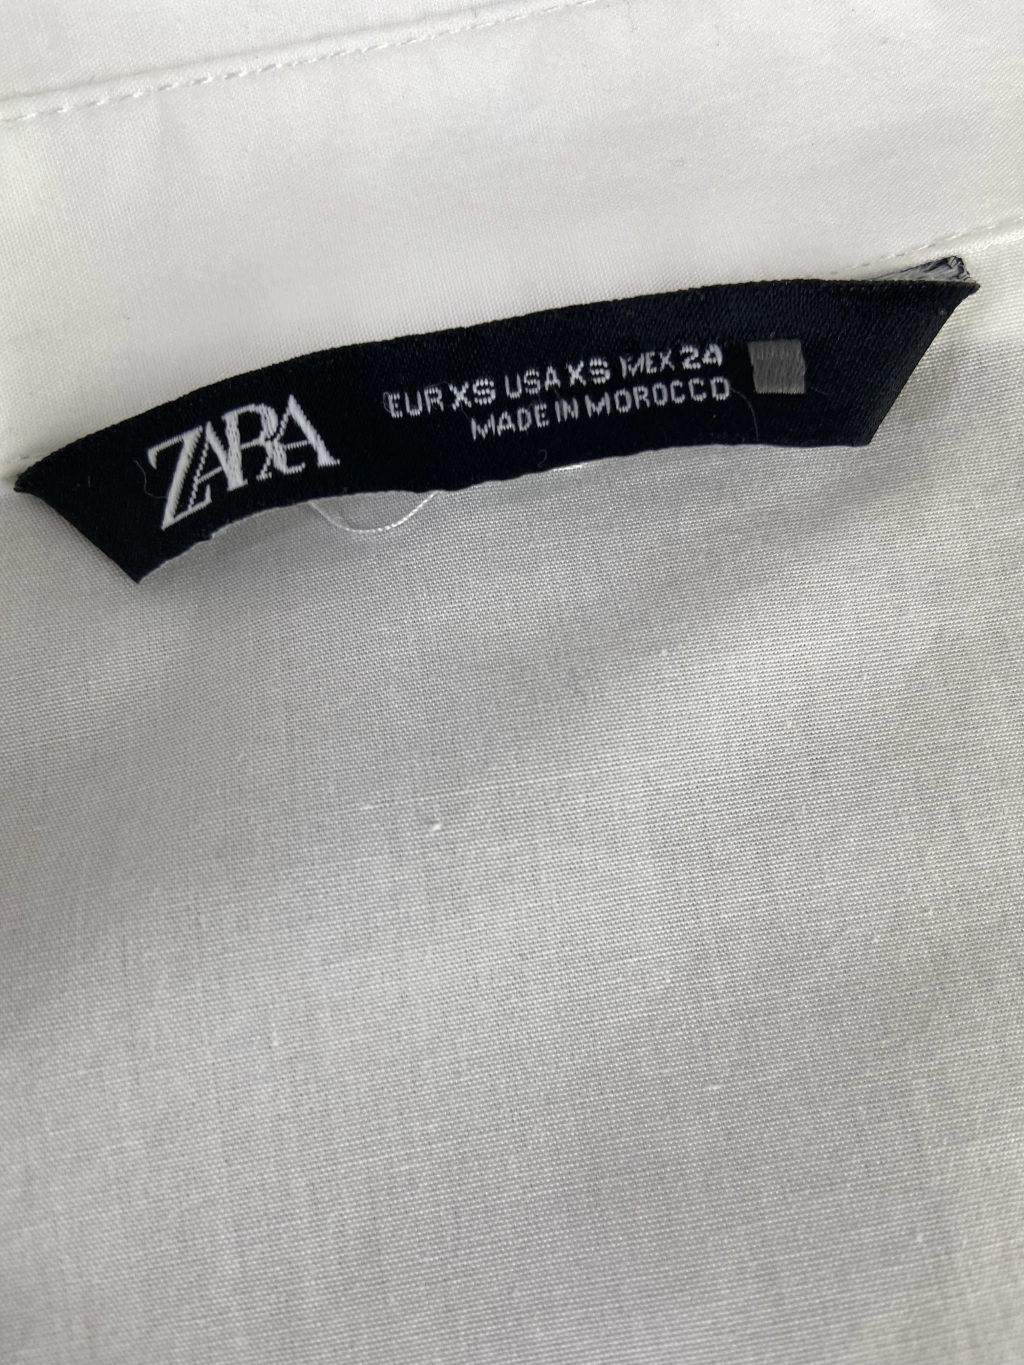 ZARA
EUR XS USA XS MEX 24
MADE IN MOROCCO